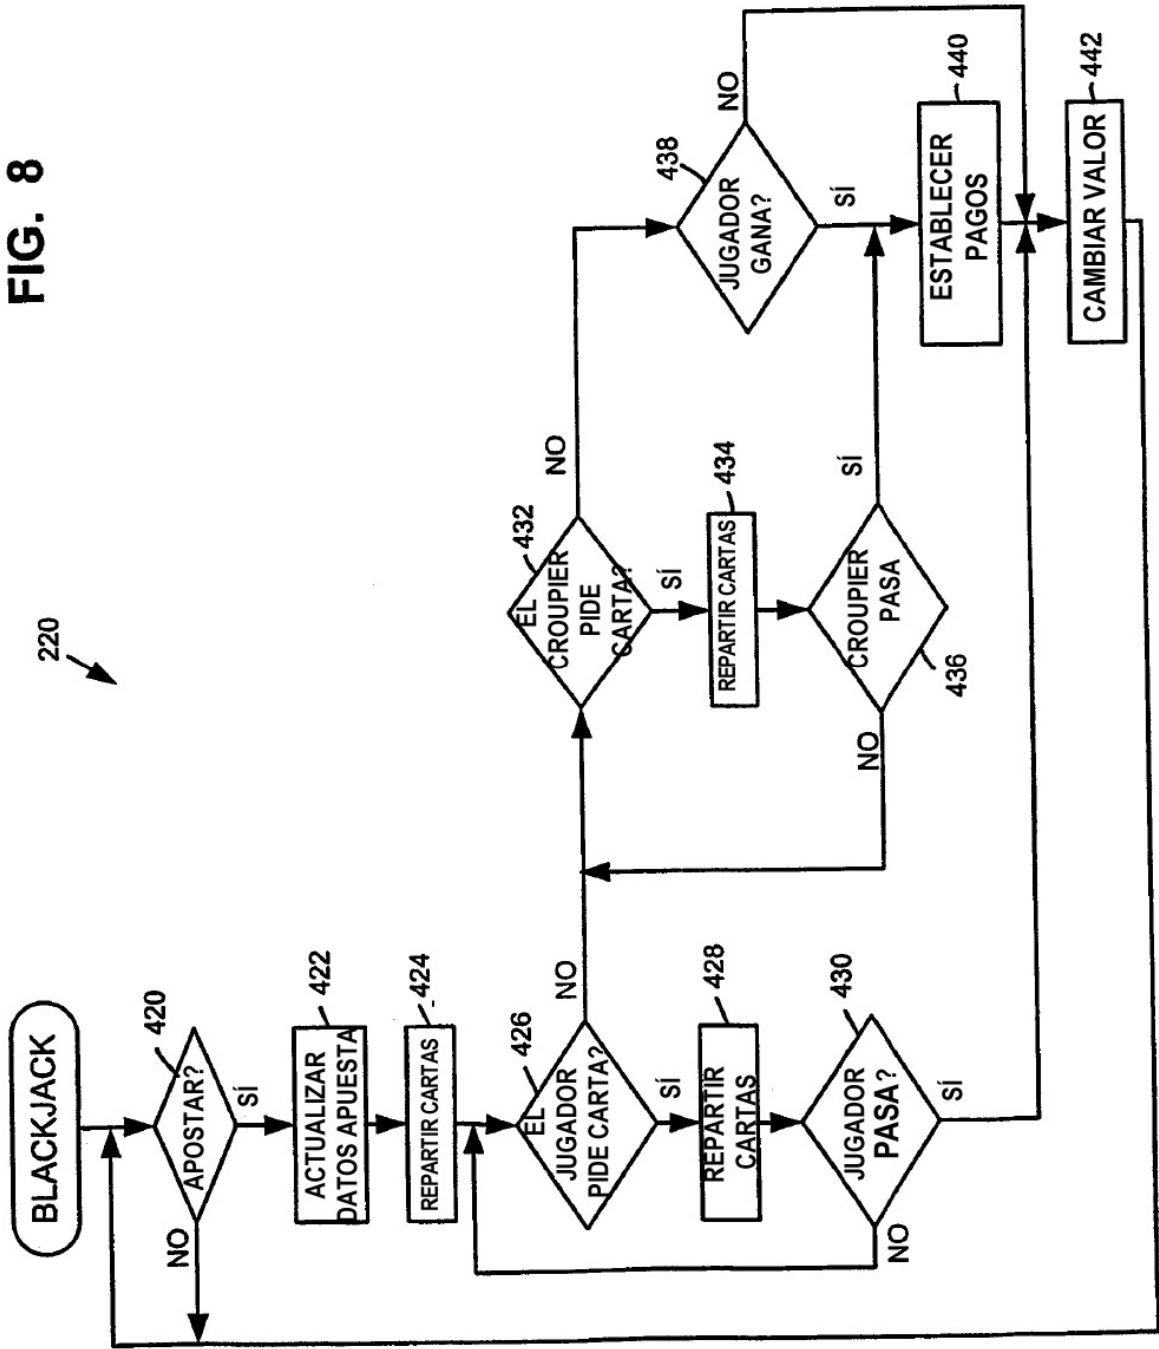 FIG. 8
220
BLACKJACK
420
APOSTAR?
NO
SÍ
422
ACTUALIZAR
DATOS APUESTA
424
REPARTIR CARTAS
426
EL
JUGADOR
PIDE CARTA?
NO
SÍ
428
REPARTIR
CARTAS
430
JUGADOR
PASA?
NO
SÍ
432
EL
CROUPIER
PIDE
CARTA?
NO
SÍ
434
REPARTIR CARTAS
436
CROUPIER
PASA
NO
SÍ
438
JUGADOR
GANA?
NO
SÍ
440
ESTABLECER
PAGOS
442
CAMBIAR VALOR